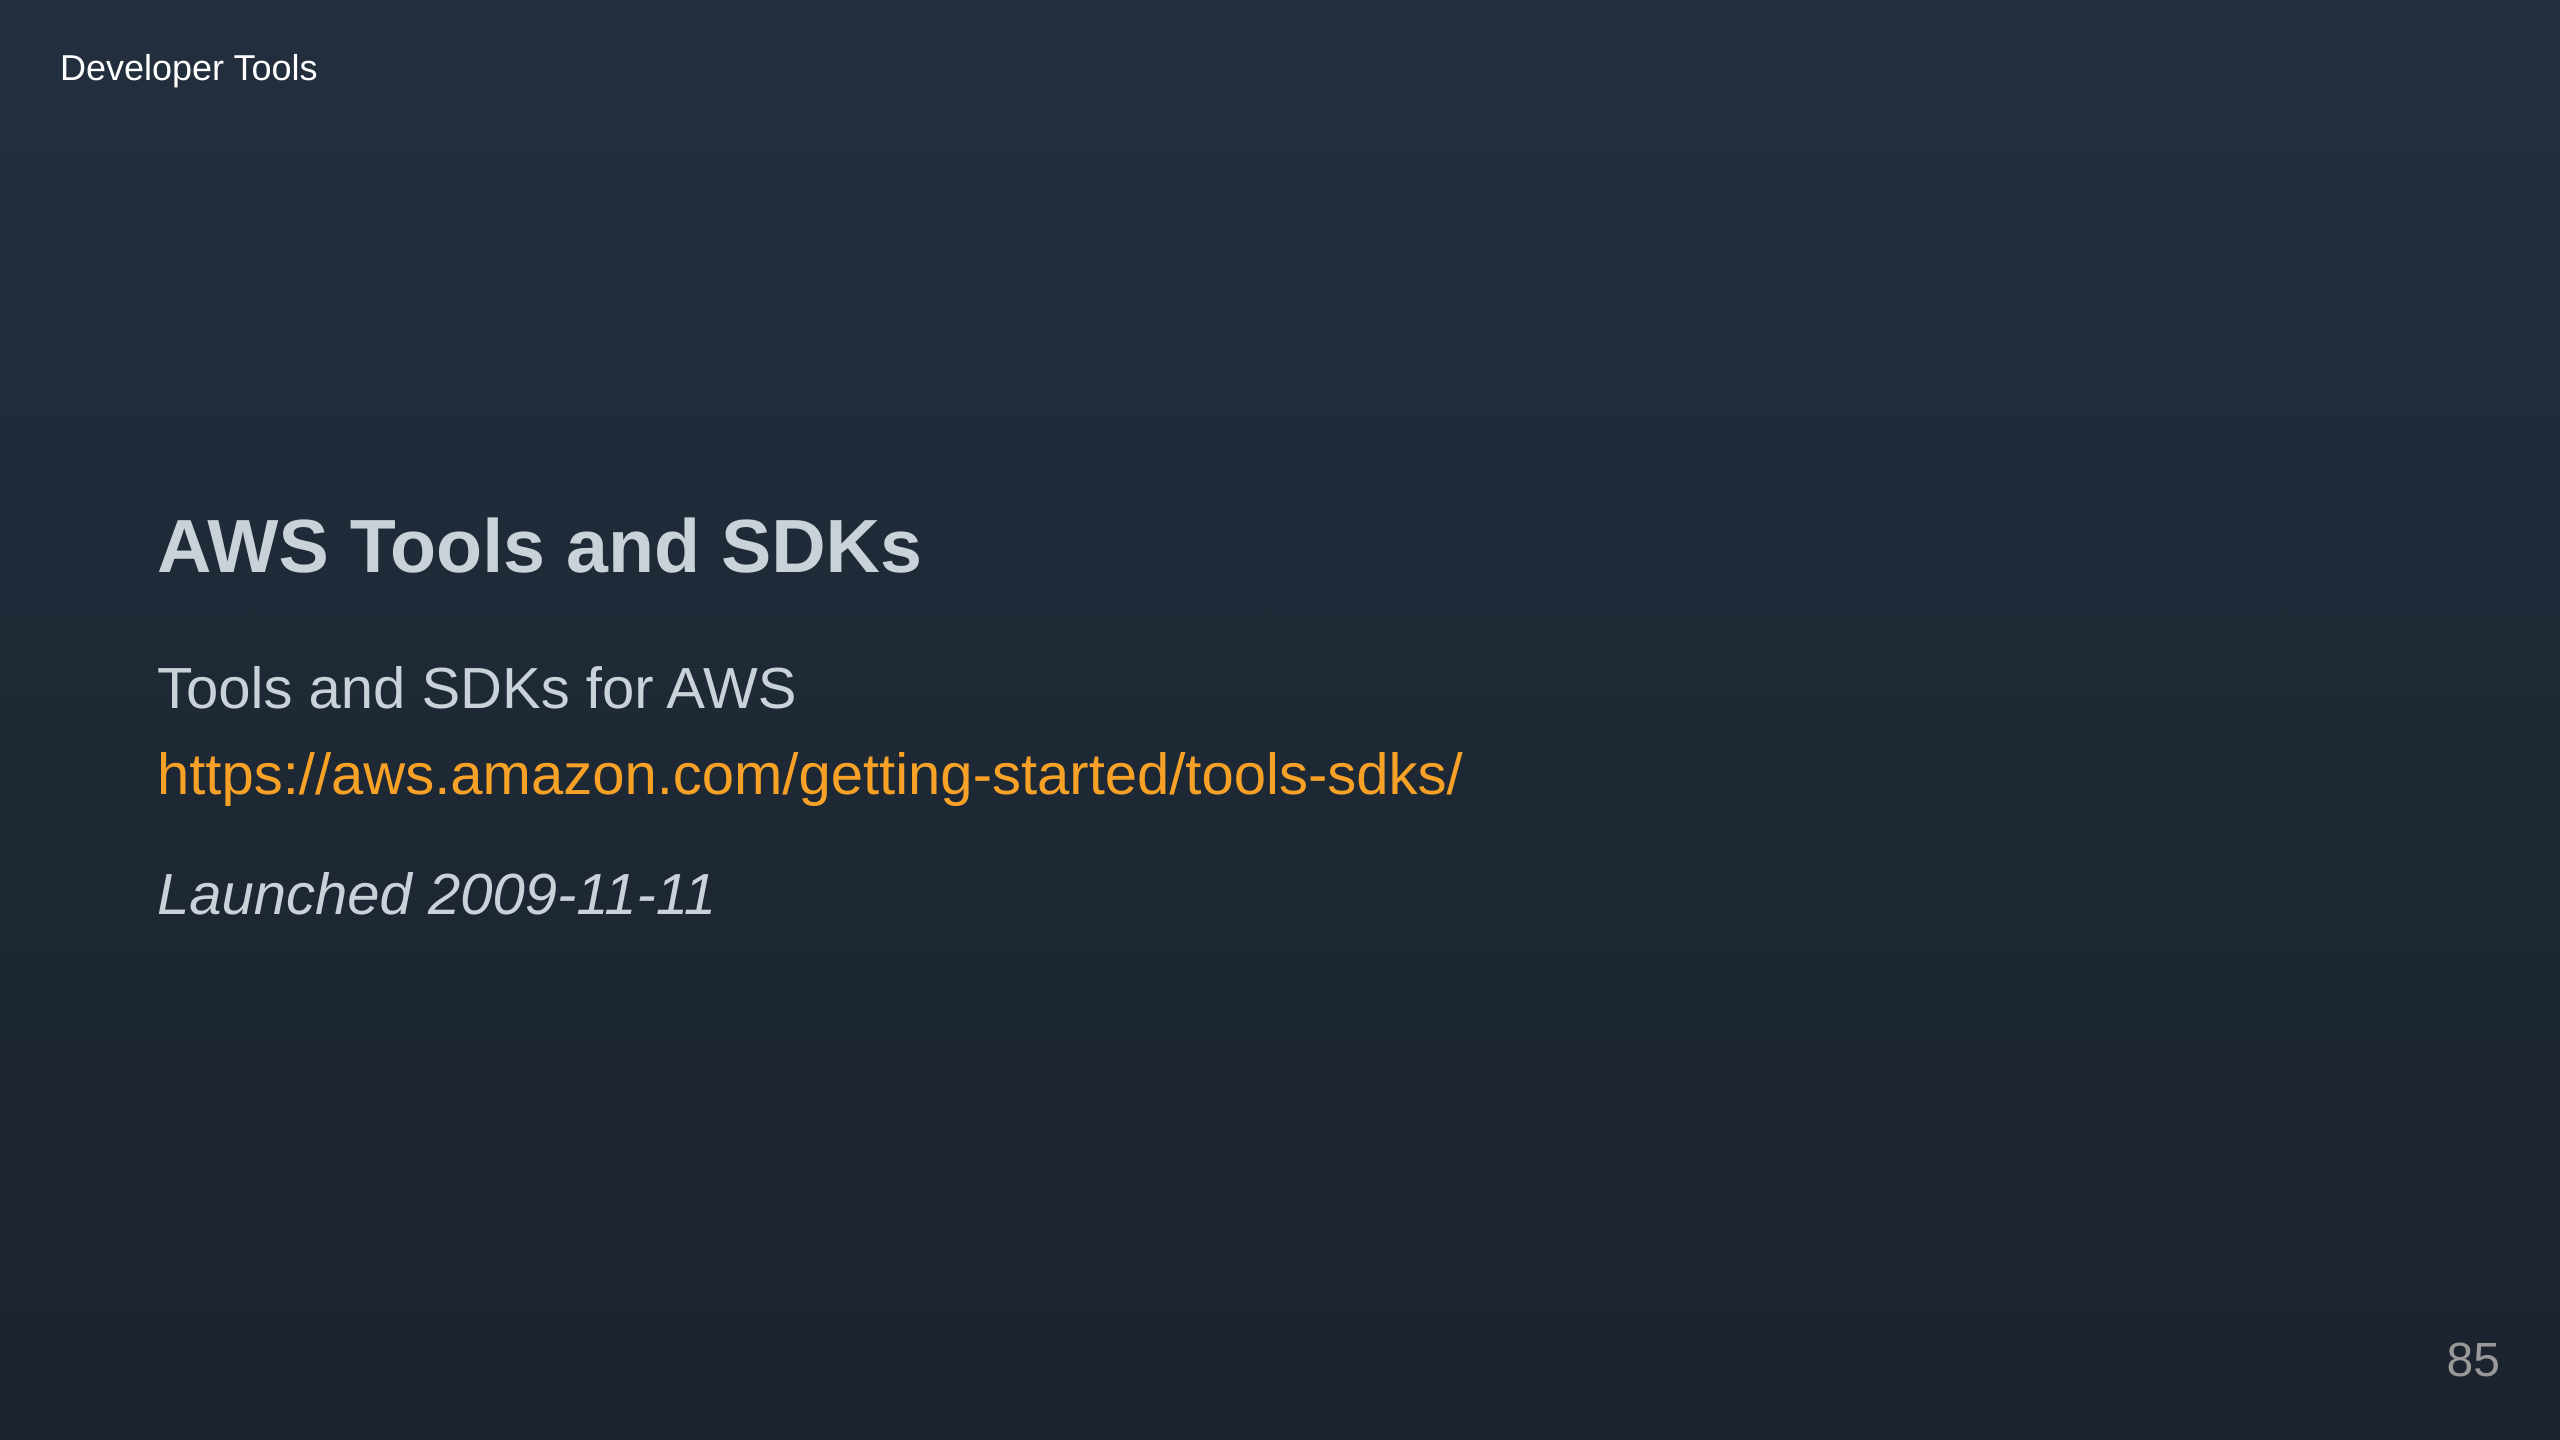 Developer Tools
AWS Tools and SDKs
Tools and SDKs for AWS
https://aws.amazon.com/getting-started/tools-sdks/
Launched 2009-11-11
85